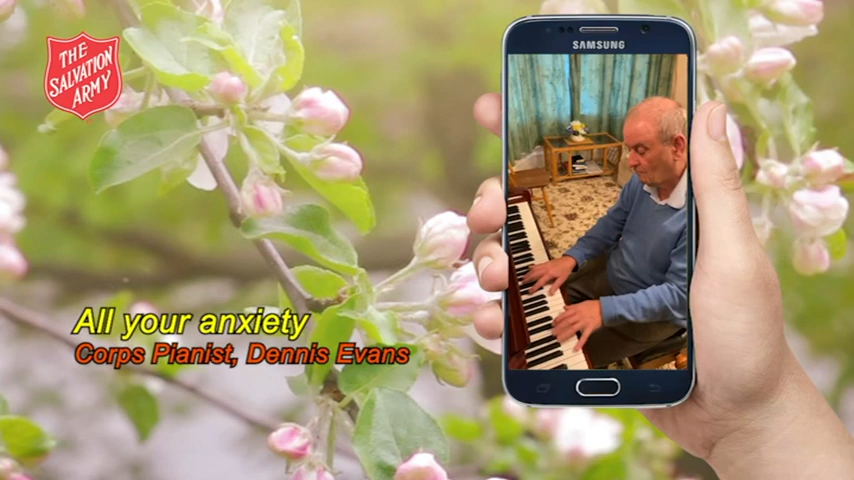 THE
SALVATION
ARMY
SAMSUNG
All your anxiety
Corps Pianist, Dennis Evans